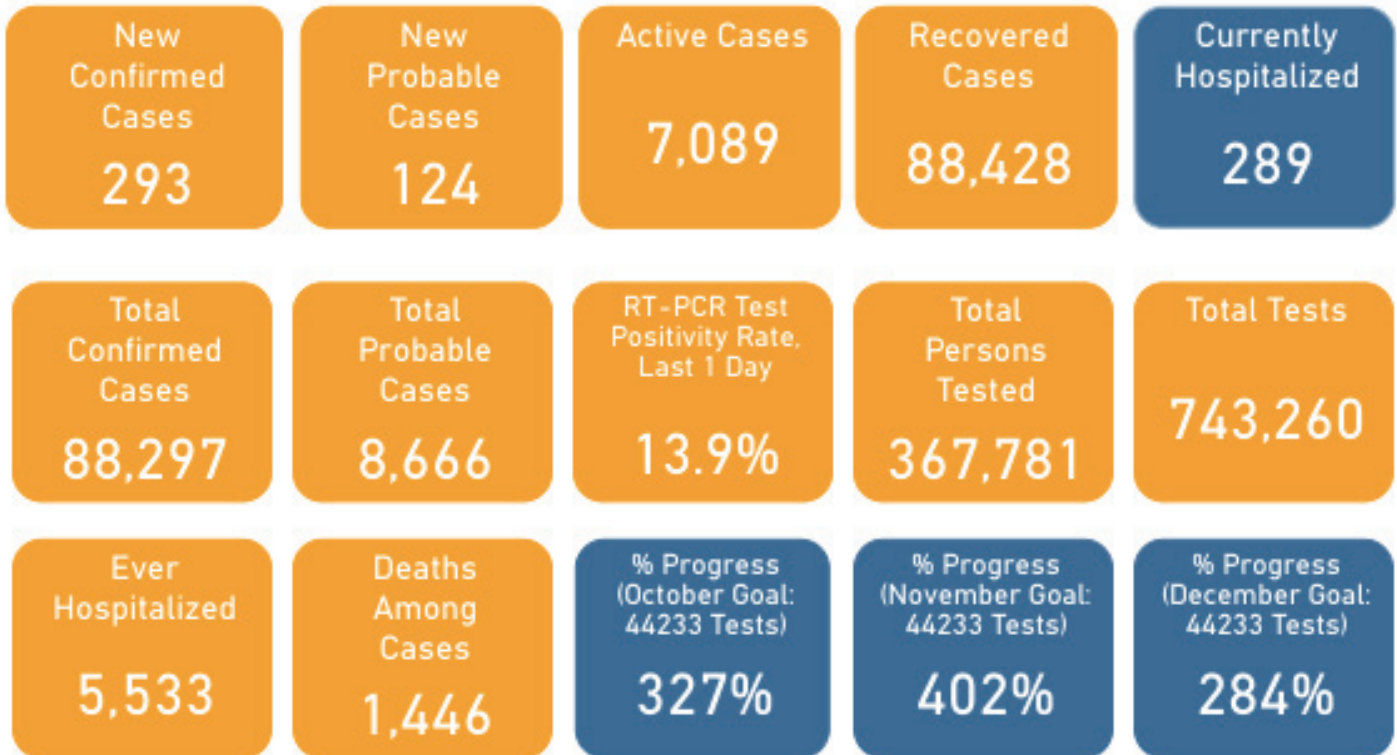 New
Confirmed
Cases
293
New
Probable
Cases
124
Active Cases
7,089
Recovered
Cases
88,428
Currently
Hospitalized
289
Total
Confirmed
Cases
88,297
Total
Probable
Cases
8,666
RT-PCR Test
Positivity Rate,
Last 1 Day
13.9%
Total
Persons
Tested
367,781
Total Tests
743,260
Ever
Hospitalized
5,533
Deaths
Among
Cases
1,446
% Progress
(October Goal:
44233 Tests)
327%
% Progress
(November Goal:
44233 Tests)
402%
% Progress
(December Goal:
44233 Tests)
284%